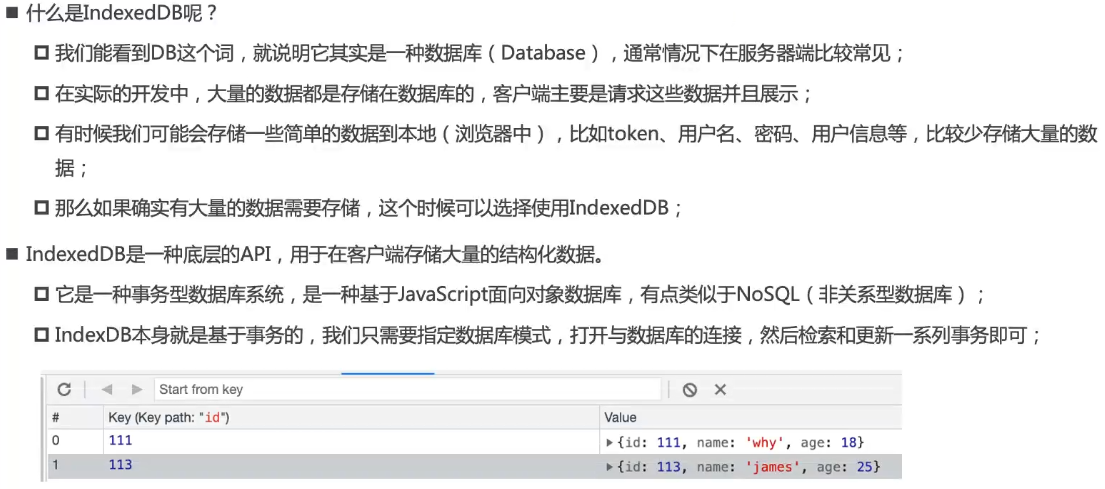 ■ 什么是IndexedDB呢？
我们能看到DB这个词，就说明它其实是一种数据库（Database），通常情况下在服务器端比较常见；
在实际的开发中，大量的数据都是存储在数据库的，客户端主要是请求这些数据并且展示；
有时候我们可能会存储一些简单的数据到本地（浏览器中），比如token、用户名、密码、用户信息等，比较少存储大量的数
据；
那么如果确实有大量的数据需要存储，这个时候可以选择使用IndexedDB；
■ IndexedDB是一种底层的API，用于在客户端存储大量的结构化数据。
它是一种事务型数据库系统，是一种基于JavaScript面向对象数据库，有点类似于NoSQL（非关系型数据库）；
IndexDB本身就是基于事务的，我们只需要指定数据库模式，打开与数据库的连接，然后检索和更新一系列事务即可；
Start from key
# Key (Key path: "id") Value
0 111 ▶{id: 111, name: 'why', age: 18}
1 113 ▶{id: 113, name: 'james', age: 25}